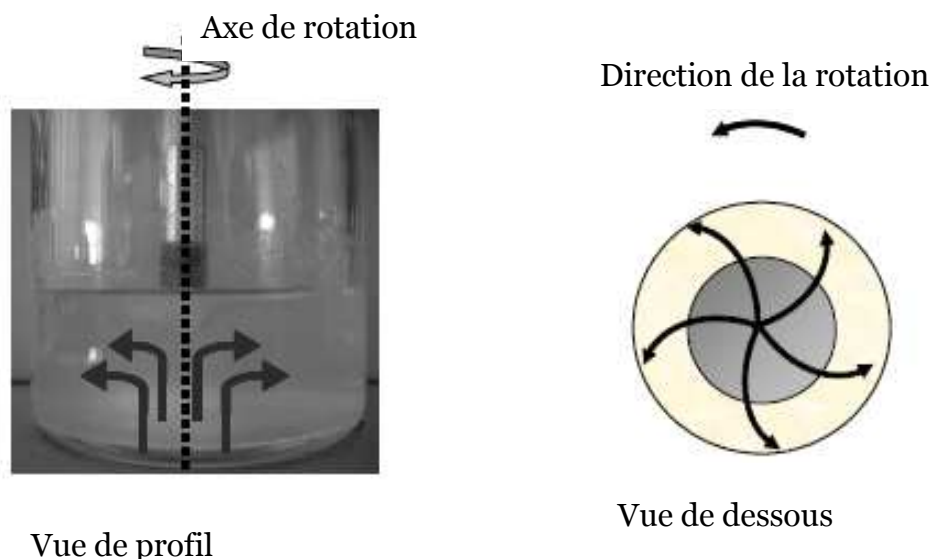 Axe de rotation
Direction de la rotation
Vue de dessous
Vue de profil